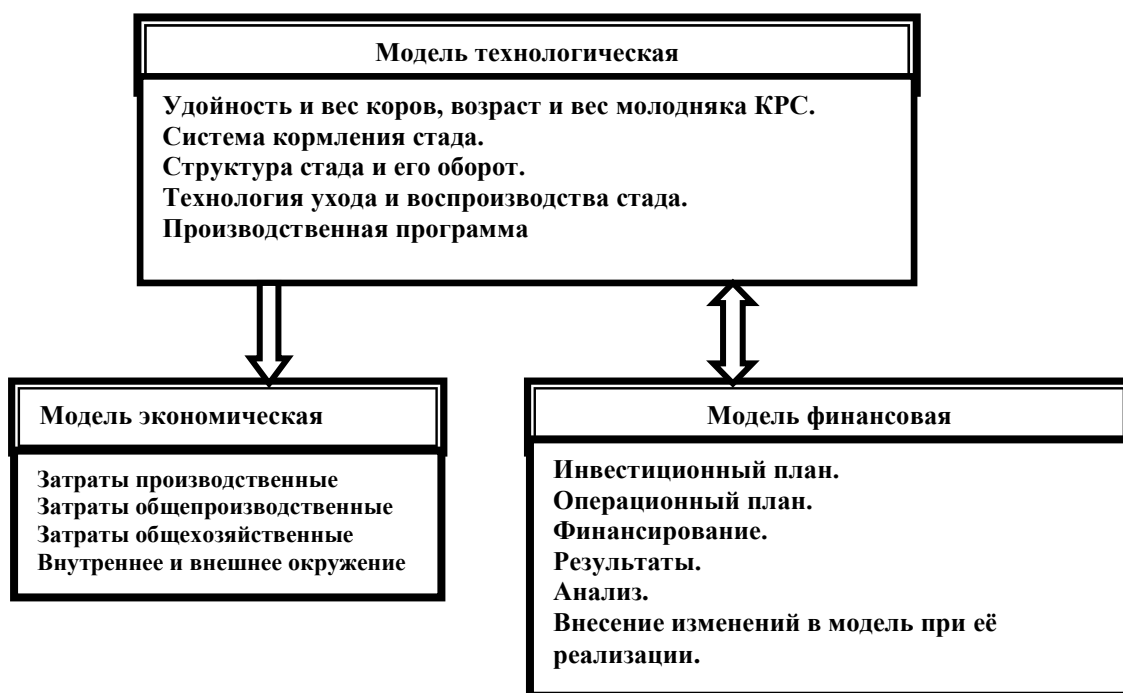 Модель технологическая
Удойность и вес коров, возраст и вес молодняка КРС.
Система кормления стада.
Структура стада и его оборот.
Технология ухода и воспроизводства стада.
Производственная программа
Модель экономическая
Затраты производственные
Затраты общепроизводственные
Затраты общехозяйственные
Внутреннее и внешнее окружение
Модель финансовая
Инвестиционный план.
Операционный план.
Финансирование.
Результаты.
Анализ.
Внесение изменений в модель при её
реализации.